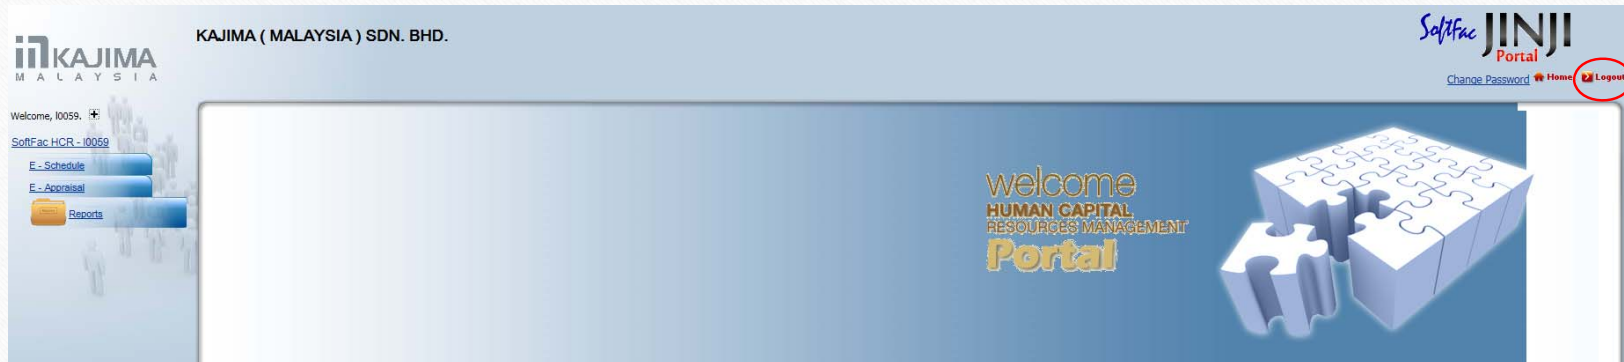 KAJIMA
MALAYSIA
KAJIMA ( MALAYSIA ) SDN. BHD.
SoftFac JINJI
Portal
Change Password Home Logout
Welcome, I0059.
SoftFac HCR - I0059
E - Schedule
E - Appraisal
Reports
welcome
HUMAN CAPITAL
RESOURCES MANAGEMENT
Portal